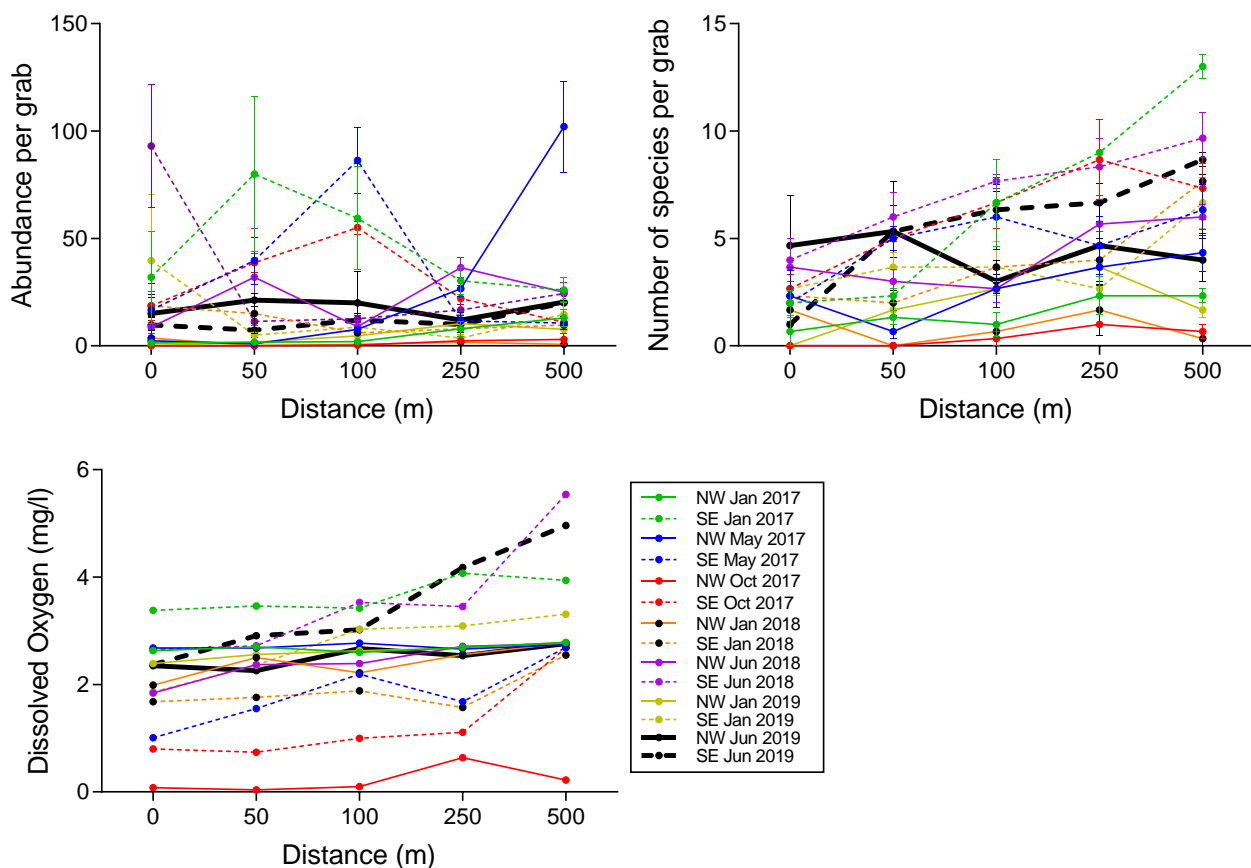 Abundance per grab
150
100
50
0
0 50 100 250 500
Distance (m)
Number of species per grab
15
10
5
0
0 50 100 250 500
Distance (m)
Dissolved Oxygen (mg/l)
6
4
2
0
0 50 100 250 500
Distance (m)
NW Jan 2017
SE Jan 2017
NW May 2017
SE May 2017
NW Oct 2017
SE Oct 2017
NW Jan 2018
SE Jan 2018
NW Jun 2018
SE Jun 2018
NW Jan 2019
SE Jan 2019
NW Jun 2019
SE Jun 2019